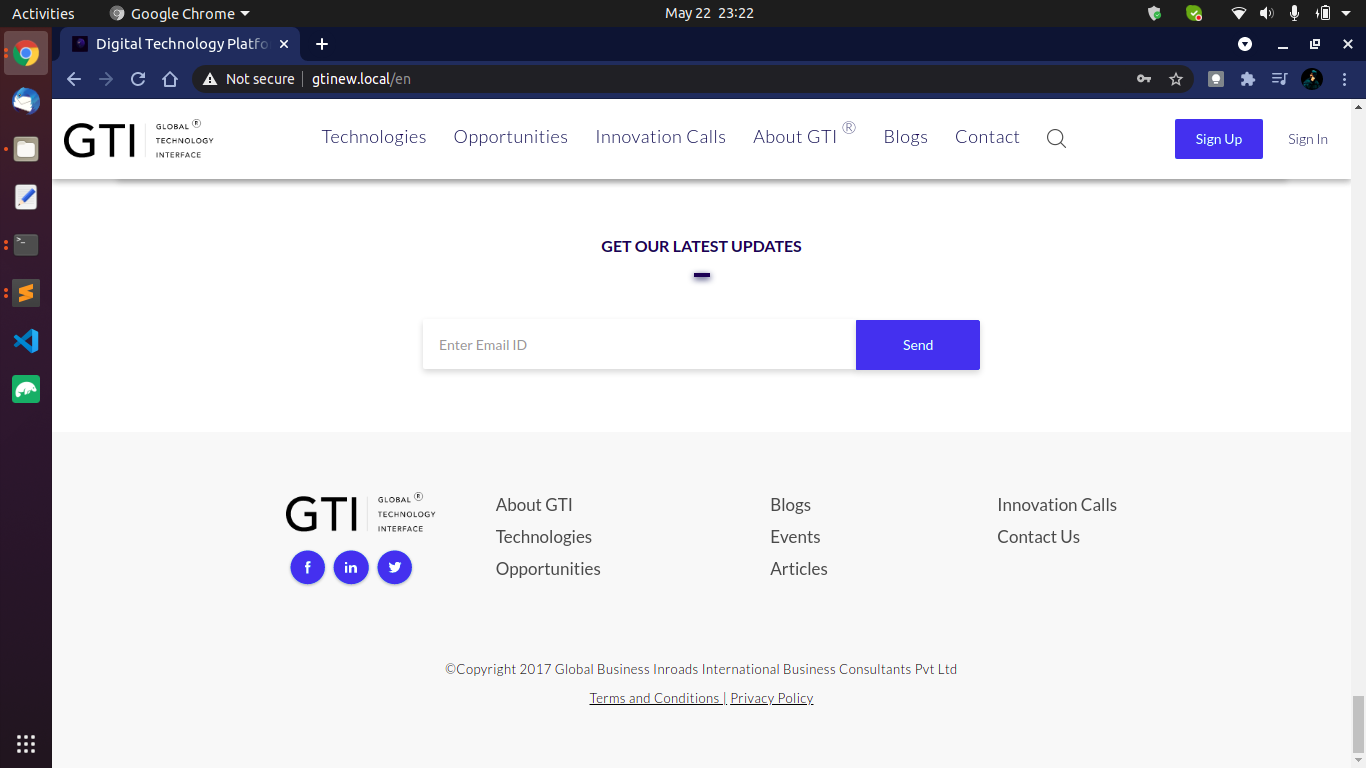 Activities
Google Chrome
May 22 23:22
Digital Technology Platfo
Not secure
gtinew.local/en
GTI GLOBAL ® TECHNOLOGY INTERFACE
Technologies
Opportunities
Innovation Calls
About GTI ®
Blogs
Contact
Sign Up
Sign In
GET OUR LATEST UPDATES
Enter Email ID
Send
GTI GLOBAL ® TECHNOLOGY INTERFACE
f
in
About GTI
Technologies
Opportunities
Blogs
Events
Articles
Innovation Calls
Contact Us
©Copyright 2017 Global Business Inroads International Business Consultants Pvt Ltd
Terms and Conditions | Privacy Policy